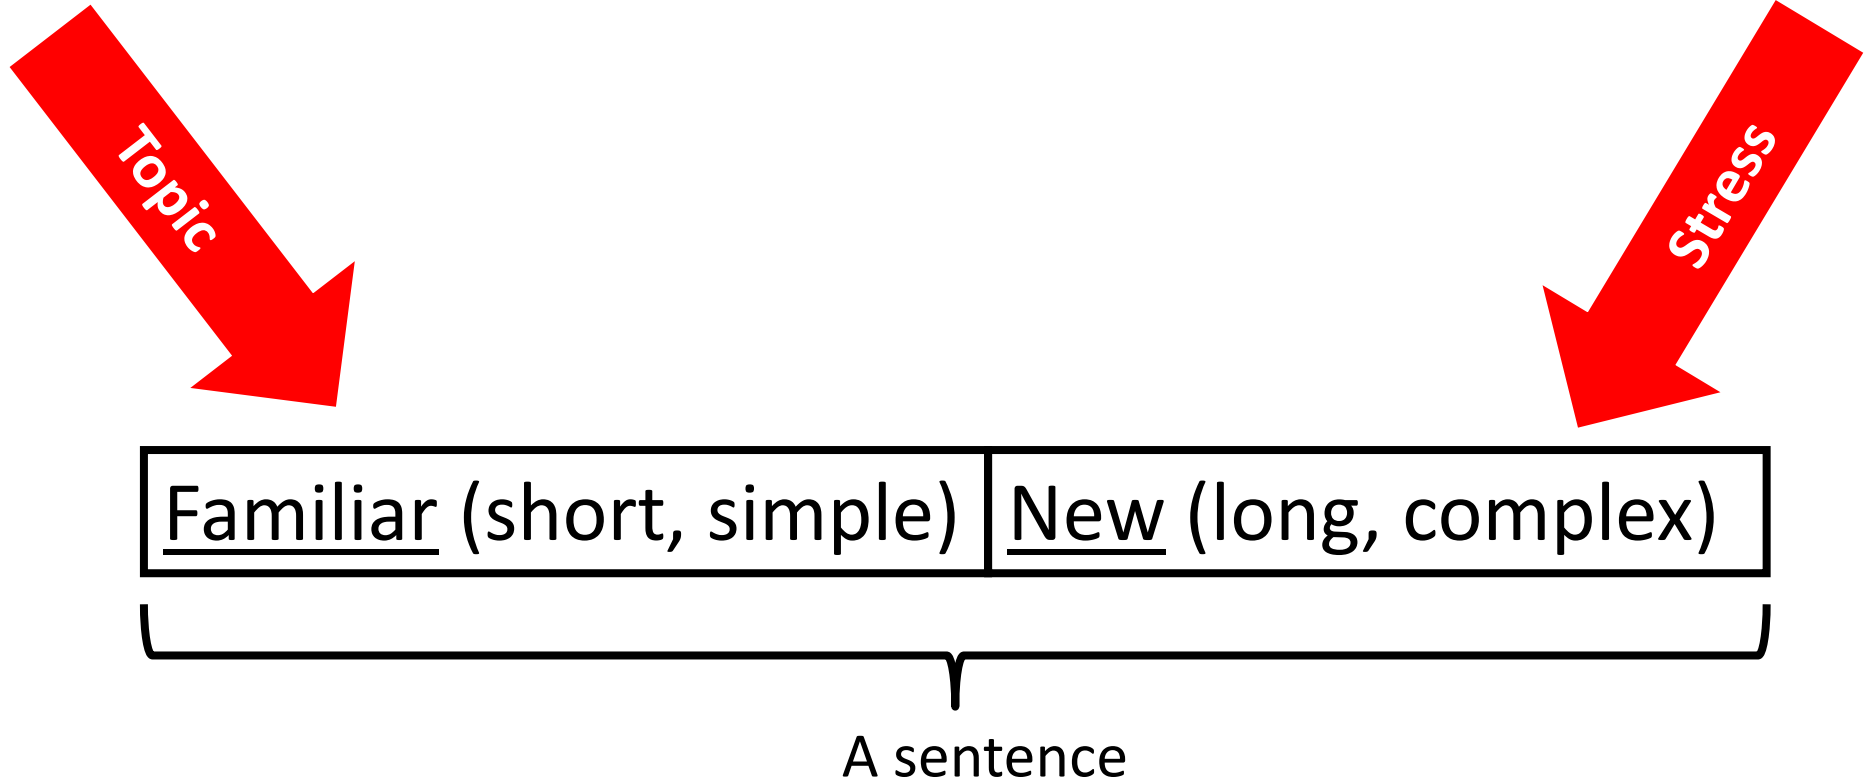 Topic
Stress
Familiar (short, simple)
New (long, complex)
A sentence